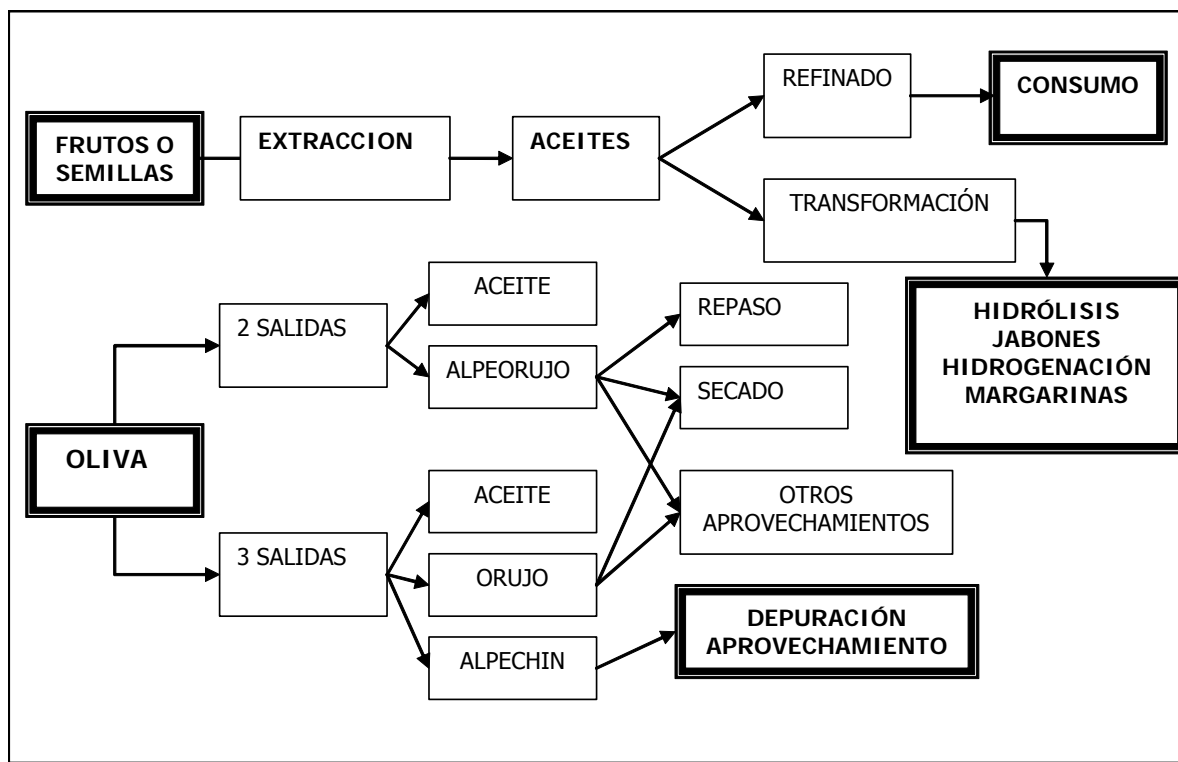 FRUTOS O
SEMILLAS
EXTRACCION
ACEITES
REFINADO
CONSUMO
TRANSFORMACIÓN
HIDRÓLISIS
JABONES
HIDROGENACIÓN
MARGARINAS
OLIVA
2 SALIDAS
ACEITE
ALPEORUJO
REPASO
SECADO
3 SALIDAS
ACEITE
ORUJO
ALPECHIN
OTROS
APROVECHAMIENTOS
DEPURACIÓN
APROVECHAMIENTO